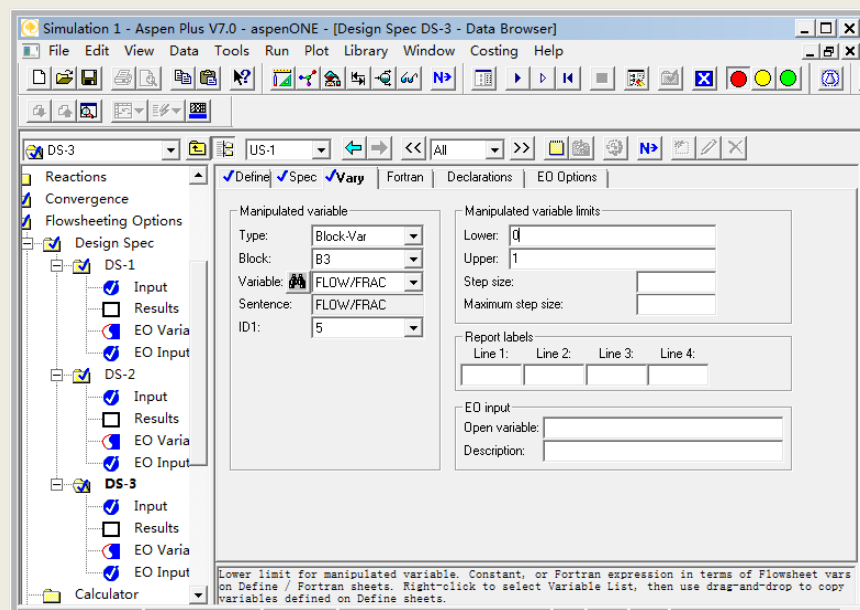 Simulation 1 - Aspen Plus V7.0 - aspenONE - [Design Spec DS-3 - Data Browser]
File Edit View Data Tools Run Plot Library Window Costing Help
N>
DS-3 US-1 << All >> N>
Reactions
Convergence
Flowsheeting Options
Design Spec
DS-1
Input
Results
EO Varia
EO Input
DS-2
Input
Results
EO Varia
EO Input
DS-3
Input
Results
EO Varia
EO Input
Calculator
Define Spec Vary Fortran Declarations EO Options
Manipulated variable
Type: Block-Var
Block: B3
Variable: FLOW/FRAC
Sentence: FLOW/FRAC
ID1: 5
Manipulated variable limits
Lower: 0
Upper: 1
Step size:
Maximum step size:
Report labels
Line 1: Line 2: Line 3: Line 4:
EO input
Open variable:
Description:
Lower limit for manipulated variable. Constant, or Fortran expression in terms of Flowsheet vars
on Define / Fortran sheets. Right-click to select Variable List, then use drag-and-drop to copy
variables defined on Define sheets.